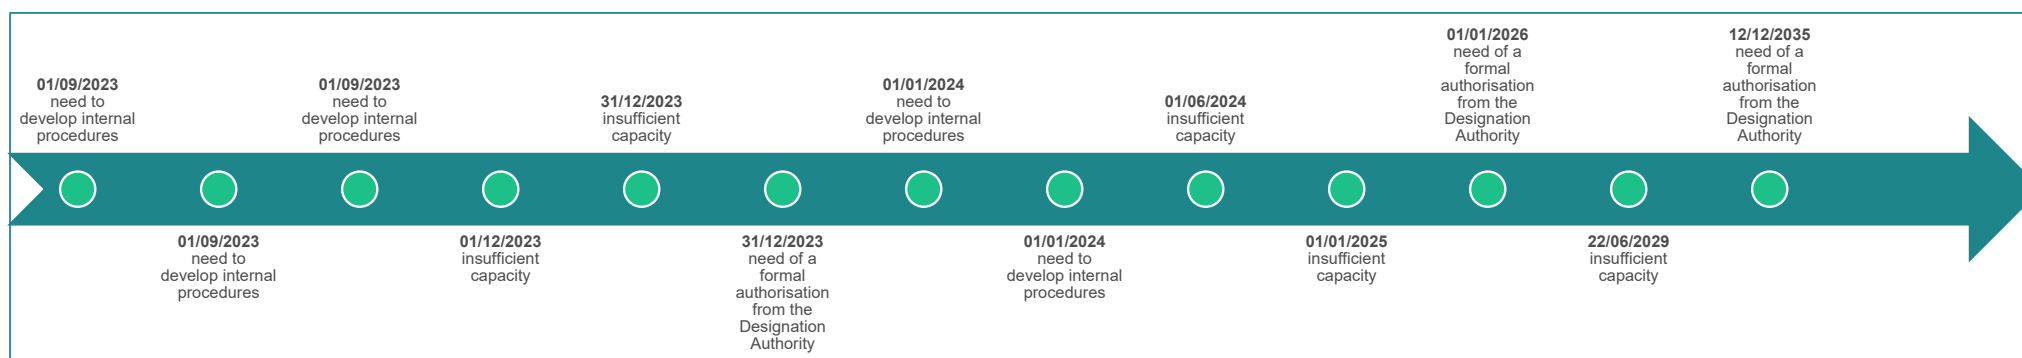 01/09/2023
need to
develop internal
procedures
01/09/2023
need to
develop internal
procedures
01/09/2023
need to
develop internal
procedures
01/12/2023
insufficient
capacity
31/12/2023
insufficient
capacity
31/12/2023
need of a
formal
authorisation
from the
Designation
Authority
01/01/2024
need to
develop internal
procedures
01/01/2024
need to
develop internal
procedures
01/06/2024
insufficient
capacity
01/01/2025
insufficient
capacity
01/01/2026
need of a
formal
authorisation
from the
Designation
Authority
22/06/2029
insufficient
capacity
12/12/2035
need of a
formal
authorisation
from the
Designation
Authority